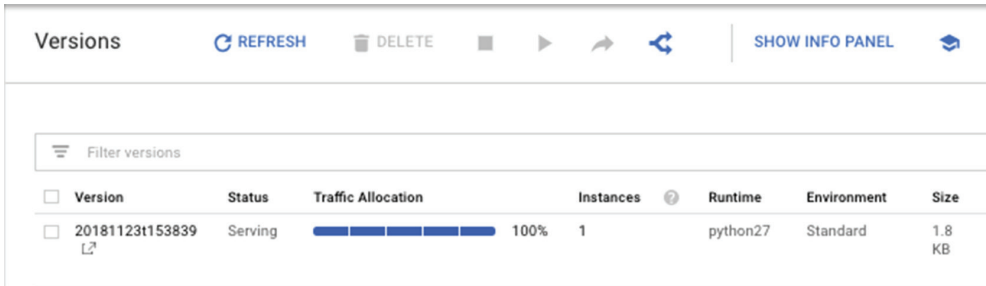 Versions REFRESH DELETE SHOW INFO PANEL
Filter versions
Version Status Traffic Allocation Instances Runtime Environment Size
20181123t153839 Serving 100% 1 python27 Standard 1.8
KB